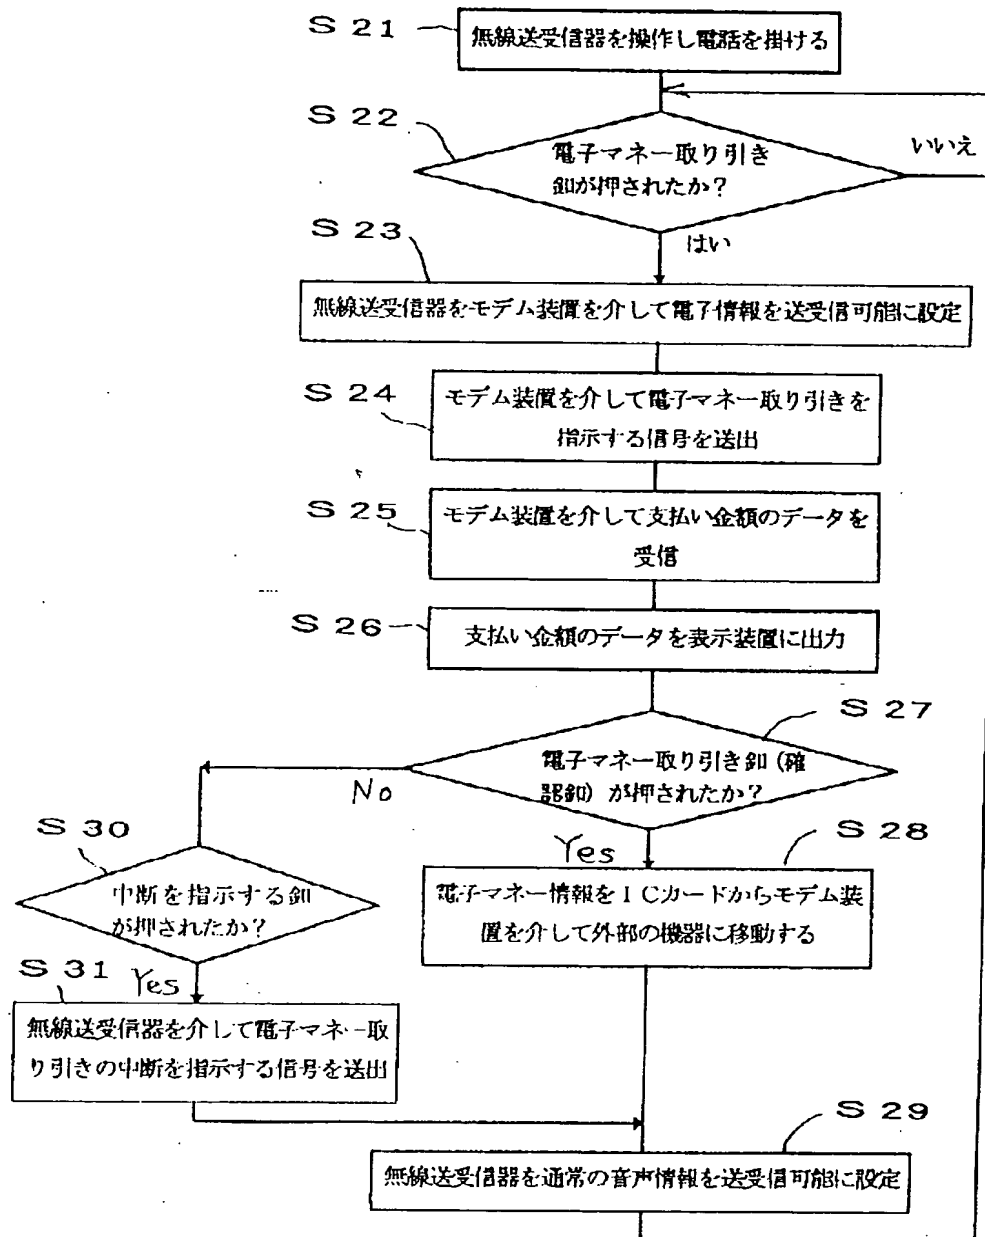 S 21
無線送受信器を操作し電話を掛ける
S 22
電子マネー取り引き
釦が押されたか？
いいえ
はい
S 23
無線送受信器をモデム装置を介して電子情報を送受信可能に設定
S 24
モデム装置を介して電子マネー取り引きを
指示する信号を送出
S 25
モデム装置を介して支払い金額のデータを
受信
S 26
支払い金額のデータを表示装置に出力
S 27
電子マネー取り引き釦（確
器釦）が押されたか？
No
Yes
S 28
電子マネー情報をＩＣカードからモデム装
置を介して外部の機器に移動する
S 30
中断を指示する釦
が押されたか？
Yes
S 31
無線送受信器を介して電子マネー取
り引きの中断を指示する信号を送出
S 29
無線送受信器を通常の音声情報を送受信可能に設定